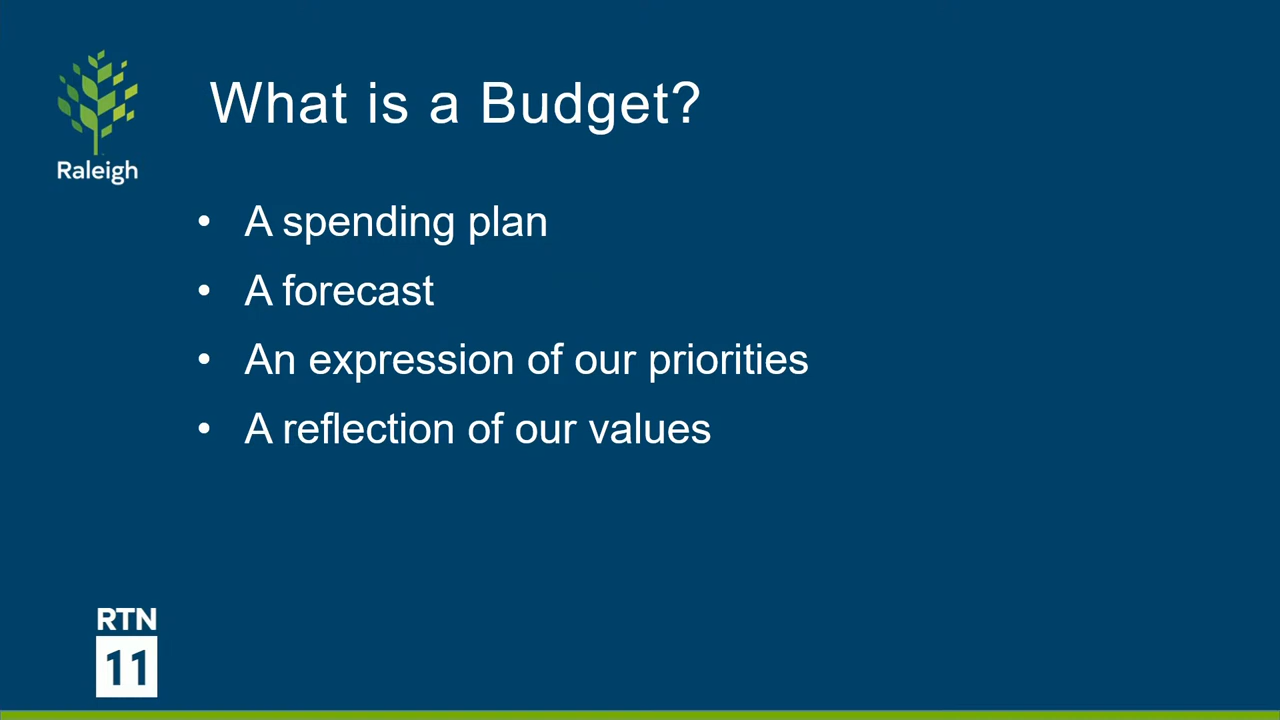 What is a Budget?
Raleigh
• A spending plan
• A forecast
• An expression of our priorities
• A reflection of our values
RTN
11